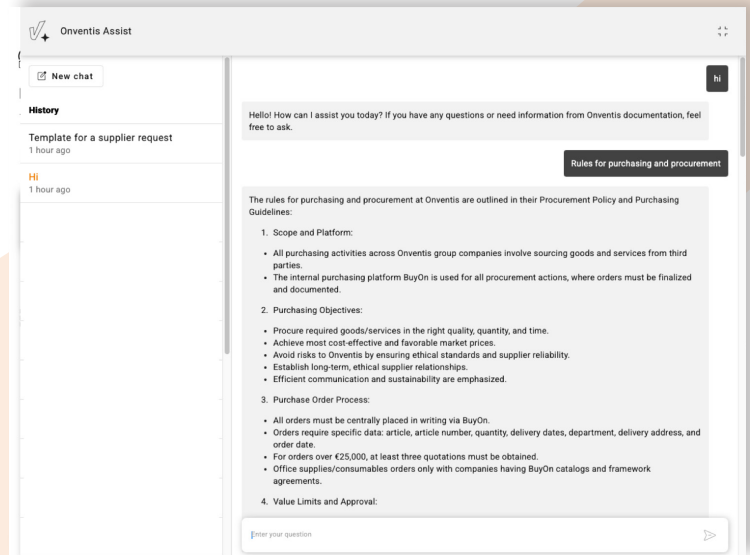 Onventis Assist
New chat
History
Template for a supplier request
1 hour ago
Hi
1 hour ago
hi
Hello! How can I assist you today? If you have any questions or need information from Onventis documentation, feel
free to ask.
Rules for purchasing and procurement
The rules for purchasing and procurement at Onventis are outlined in their Procurement Policy and Purchasing
Guidelines:
1. Scope and Platform:
• All purchasing activities across Onventis group companies involve sourcing goods and services from third
parties.
• The internal purchasing platform BuyOn is used for all procurement actions, where orders must be finalized
and documented.
2. Purchasing Objectives:
• Procure required goods/services in the right quality, quantity, and time.
• Achieve most cost-effective and favorable market prices.
• Avoid risks to Onventis by ensuring ethical standards and supplier reliability.
• Establish long-term, ethical supplier relationships.
• Efficient communication and sustainability are emphasized.
3. Purchase Order Process:
• All orders must be centrally placed in writing via BuyOn.
• Orders require specific data: article, article number, quantity, delivery dates, department, delivery address, and
order date.
• For orders over €25,000, at least three quotations must be obtained.
• Office supplies/consumables orders only with companies having BuyOn catalogs and framework
agreements.
4. Value Limits and Approval:
Enter your question